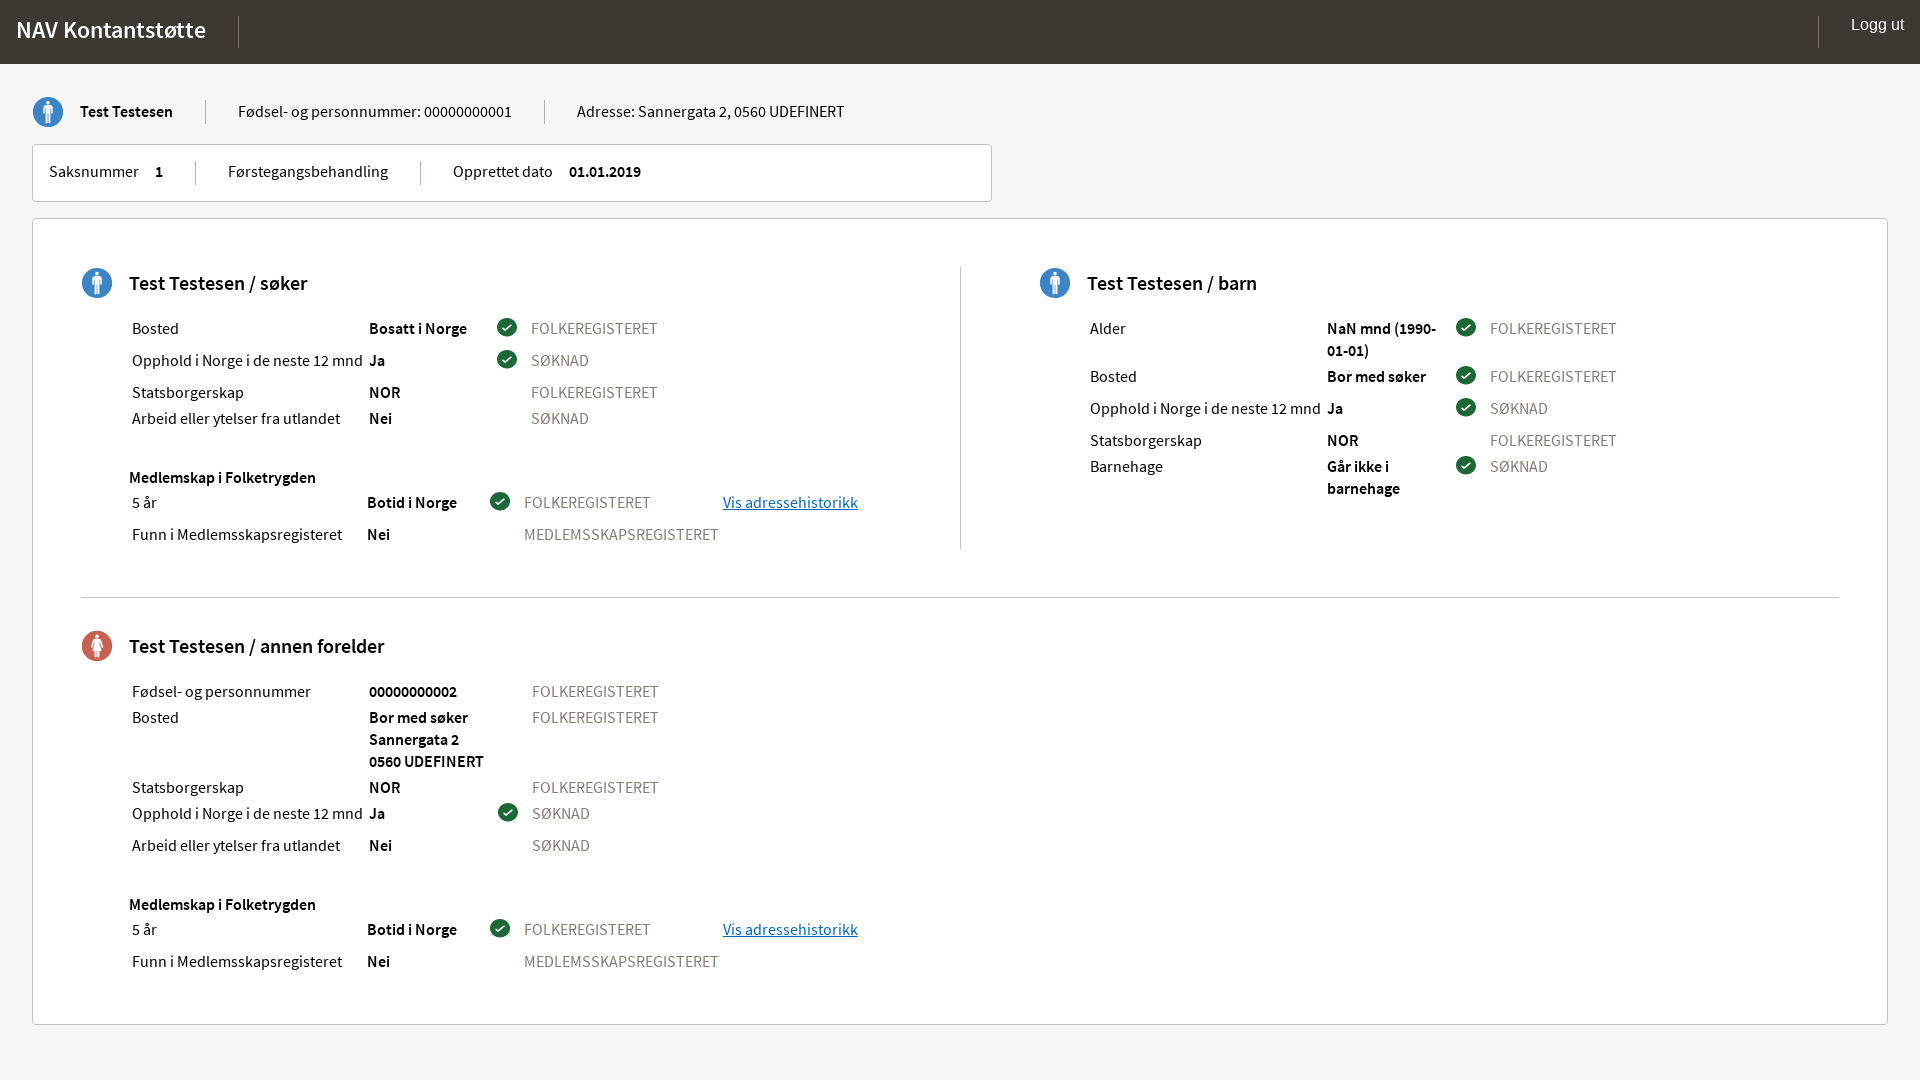 NAV Kontantstøtte
Logg ut
Test Testesen
Fødsel- og personnummer: 00000000001
Adresse: Sannergata 2, 0560 UDEFINERT
Saksnummer 1
Førstegangsbehandling
Opprettet dato 01.01.2019
Test Testesen / søker
Bosted Bosatt i Norge FOLKEREGISTERET
Opphold i Norge i de neste 12 mnd Ja SØKNAD
Statsborgerskap NOR FOLKEREGISTERET
Arbeid eller ytelser fra utlandet Nei SØKNAD
Medlemskap i Folketrygden
5 år Botid i Norge FOLKEREGISTERET Vis adressehistorikk
Funn i Medlemsskapsregisteret Nei MEDLEMSSKAPSREGISTERET
Test Testesen / barn
Alder NaN mnd (1990- FOLKEREGISTERET
01-01)
Bosted Bor med søker FOLKEREGISTERET
Opphold i Norge i de neste 12 mnd Ja SØKNAD
Statsborgerskap NOR FOLKEREGISTERET
Barnehage Går ikke i SØKNAD
barnehage
Test Testesen / annen forelder
Fødsel- og personnummer 00000000002 FOLKEREGISTERET
Bosted Bor med søker FOLKEREGISTERET
Sannergata 2
0560 UDEFINERT
Statsborgerskap NOR FOLKEREGISTERET
Opphold i Norge i de neste 12 mnd Ja SØKNAD
Arbeid eller ytelser fra utlandet Nei SØKNAD
Medlemskap i Folketrygden
5 år Botid i Norge FOLKEREGISTERET Vis adressehistorikk
Funn i Medlemsskapsregisteret Nei MEDLEMSSKAPSREGISTERET